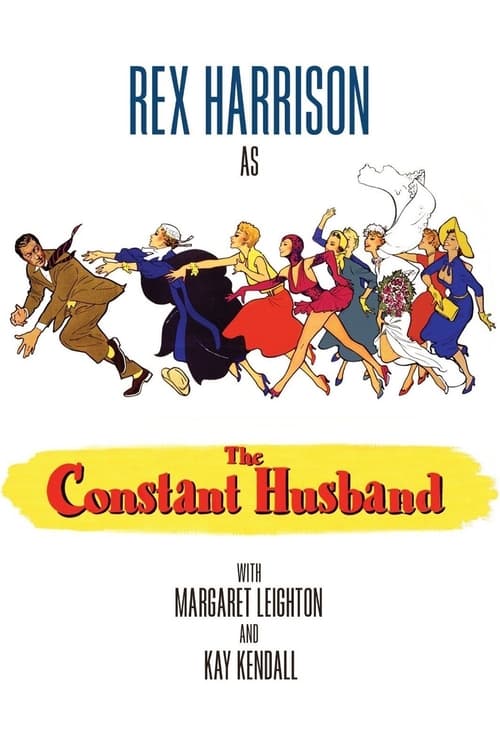 REX HARRISON
AS
The
Constant Husband
WITH
MARGARET LEIGHTON
AND
KAY KENDALL